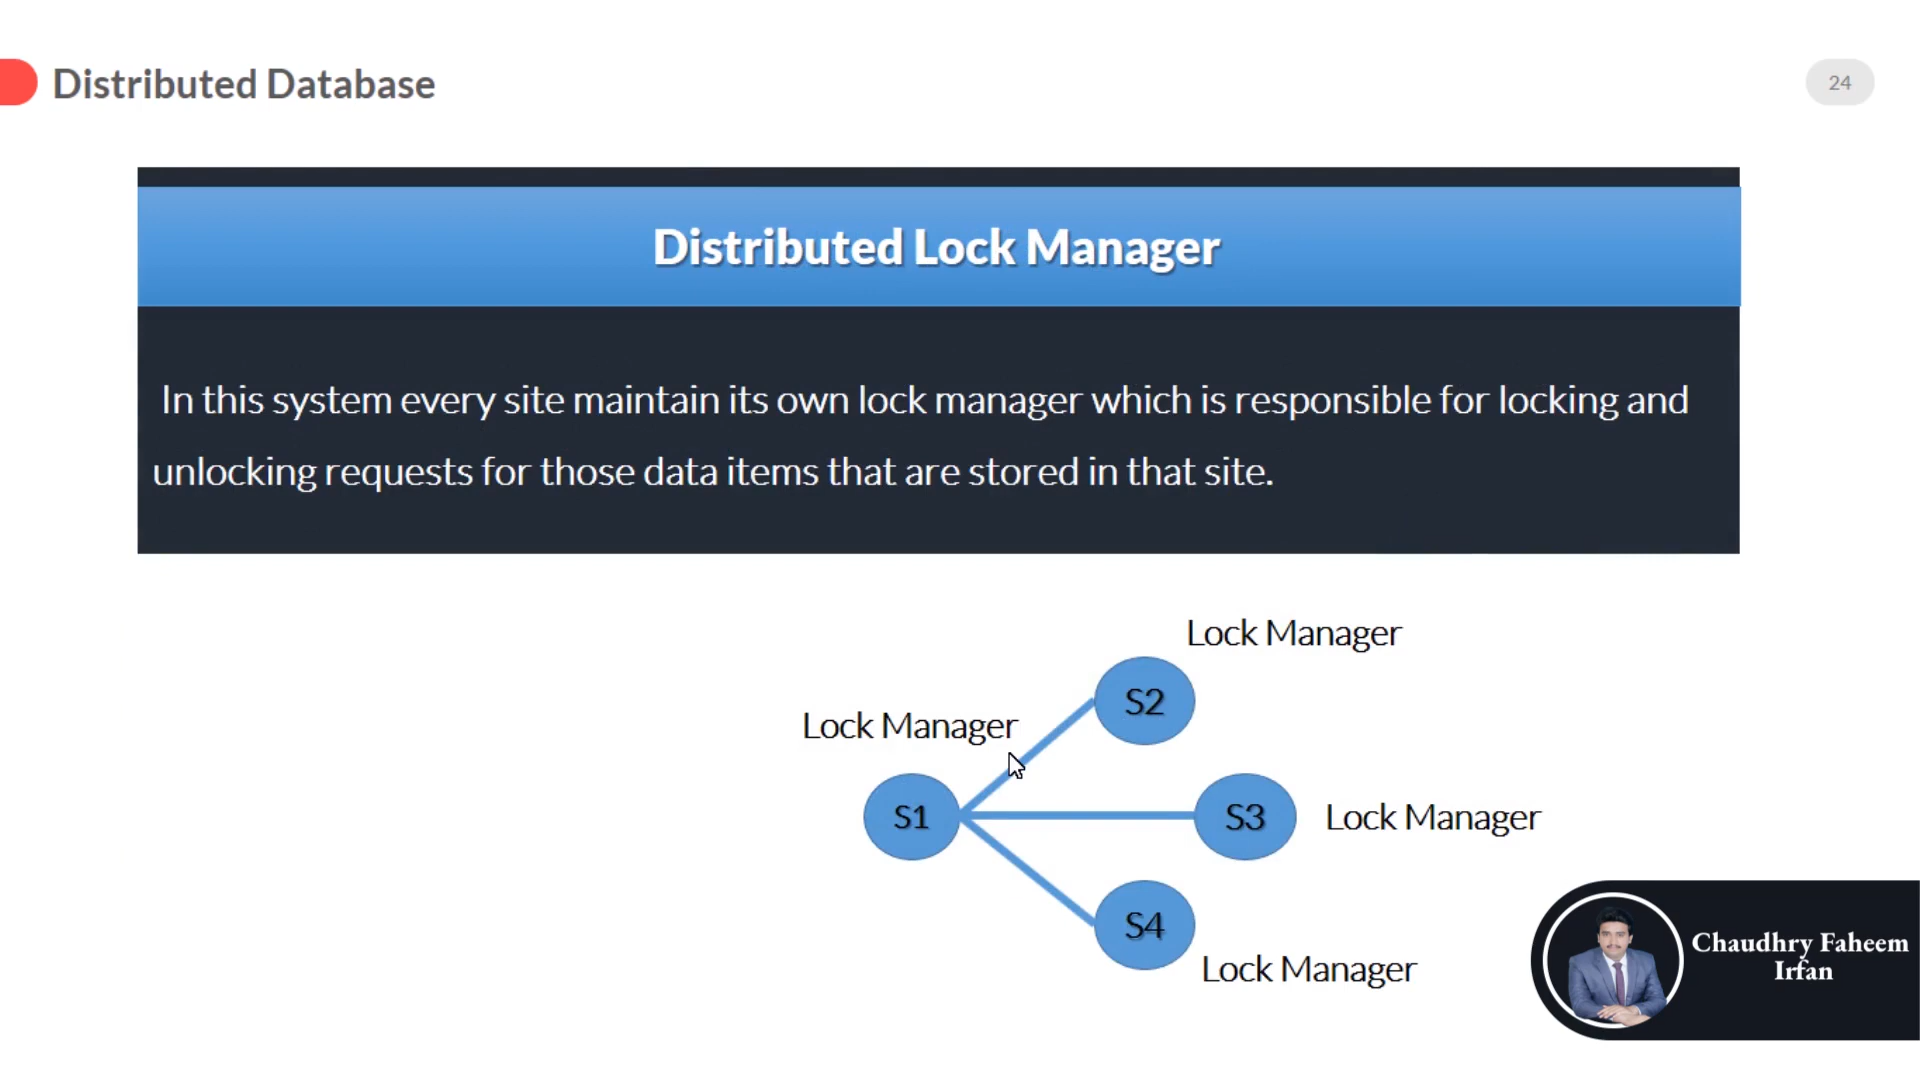 Distributed Database
24
Distributed Lock Manager
In this system every site maintain its own lock manager which is responsible for locking and
unlocking requests for those data items that are stored in that site.
Lock Manager
S2
Lock Manager
S1
S3
Lock Manager
S4
Lock Manager
Chaudhry Faheem
Irfan